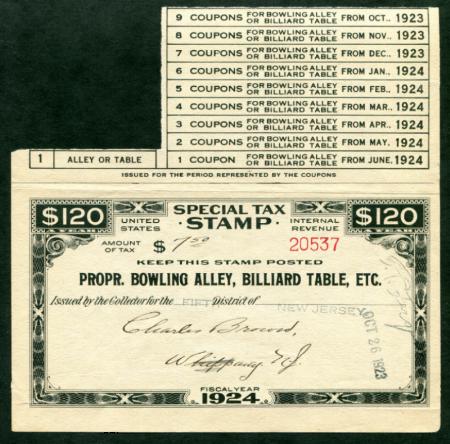 9 COUPONS FOR BOWLING ALLEY OR BILLIARD TABLE FROM OCT., 1923
8 COUPONS FOR BOWLING ALLEY OR BILLIARD TABLE FROM NOV., 1923
7 COUPONS FOR BOWLING ALLEY OR BILLIARD TABLE FROM DEC., 1923
6 COUPONS FOR BOWLING ALLEY OR BILLIARD TABLE FROM JAN., 1924
5 COUPONS FOR BOWLING ALLEY OR BILLIARD TABLE FROM FEB., 1924
4 COUPONS FOR BOWLING ALLEY OR BILLIARD TABLE FROM MAR., 1924
3 COUPONS FOR BOWLING ALLEY OR BILLIARD TABLE FROM APR., 1924
2 COUPONS FOR BOWLING ALLEY OR BILLIARD TABLE FROM MAY, 1924
1 ALLEY OR TABLE 1 COUPON FOR BOWLING ALLEY OR BILLIARD TABLE FROM JUNE, 1924
ISSUED FOR THE PERIOD REPRESENTED BY THE COUPONS
$120 A YEAR UNITED STATES SPECIAL TAX STAMP INTERNAL REVENUE $120 A YEAR
AMOUNT OF TAX $ 7.50 20537
KEEP THIS STAMP POSTED
PROPR. BOWLING ALLEY, BILLIARD TABLE, ETC.
Issued by the Collector for the FIFTH District of NEW JERSEY
Charles Brown,
Whippany N.J.
OCT 26 1923
FISCAL YEAR
1924